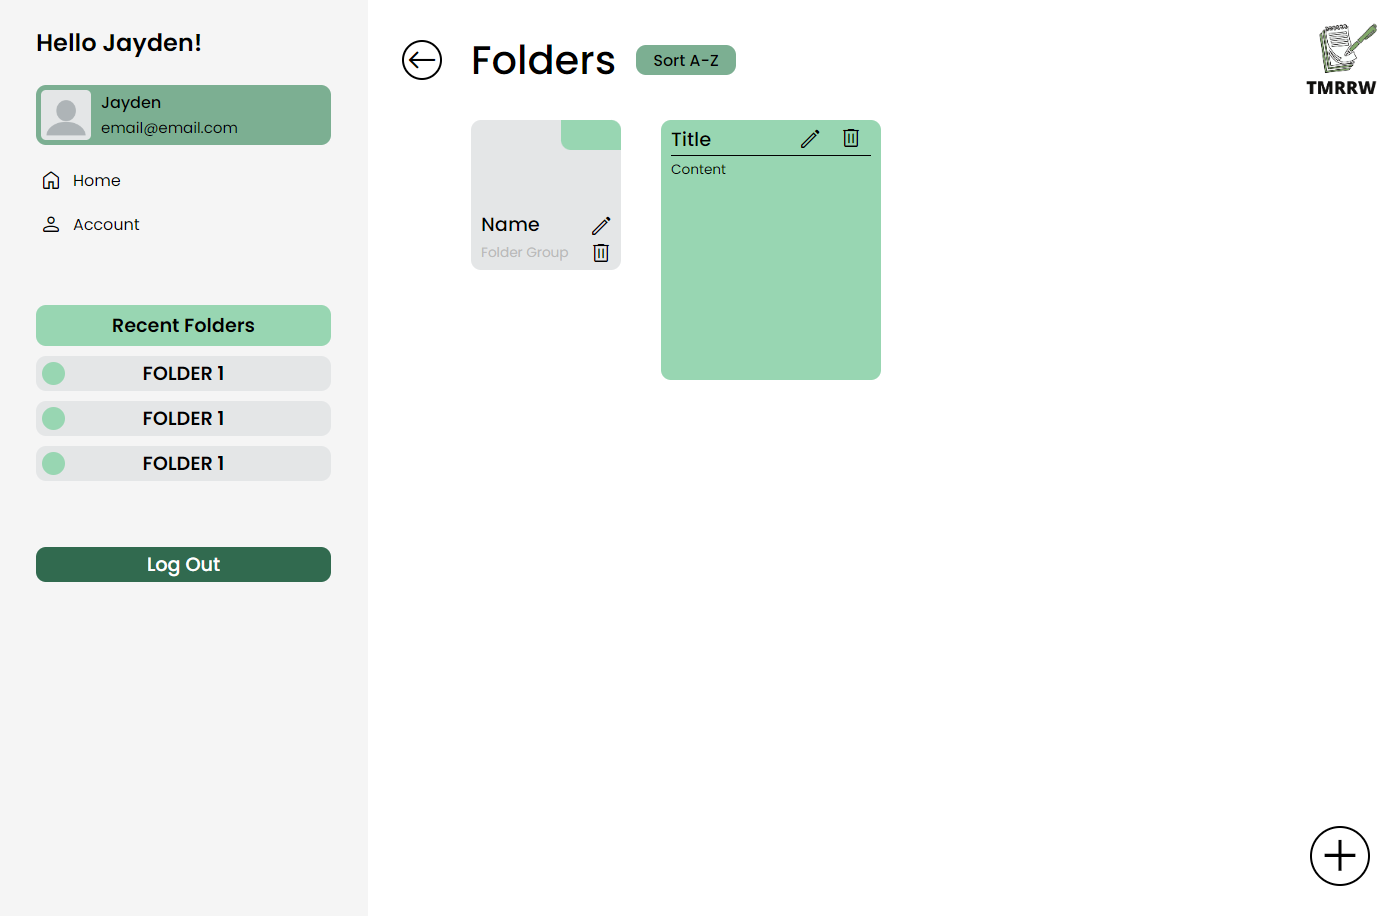 Hello Jayden!
Jayden
email@email.com
Home
Account
Recent Folders
FOLDER 1
FOLDER 1
FOLDER 1
Log Out
Folders
Sort A-Z
TMRRW
Name
Folder Group
Title
Content